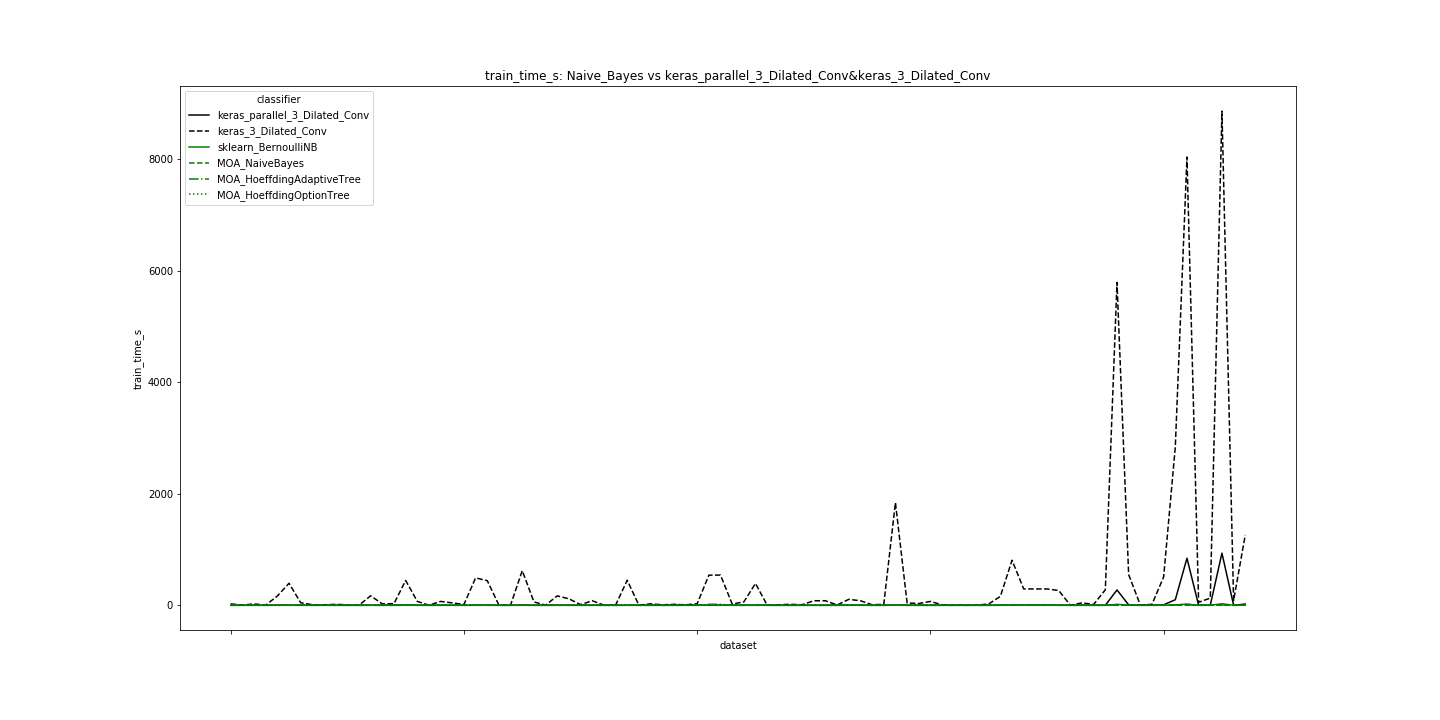 train_time_s: Naive_Bayes vs keras_parallel_3_Dilated_Conv&keras_3_Dilated_Conv
classifier
keras_parallel_3_Dilated_Conv
keras_3_Dilated_Conv
sklearn_BernoulliNB
MOA_NaiveBayes
MOA_HoeffdingAdaptiveTree
MOA_HoeffdingOptionTree
8000
6000
4000
2000
0
train_time_s
dataset